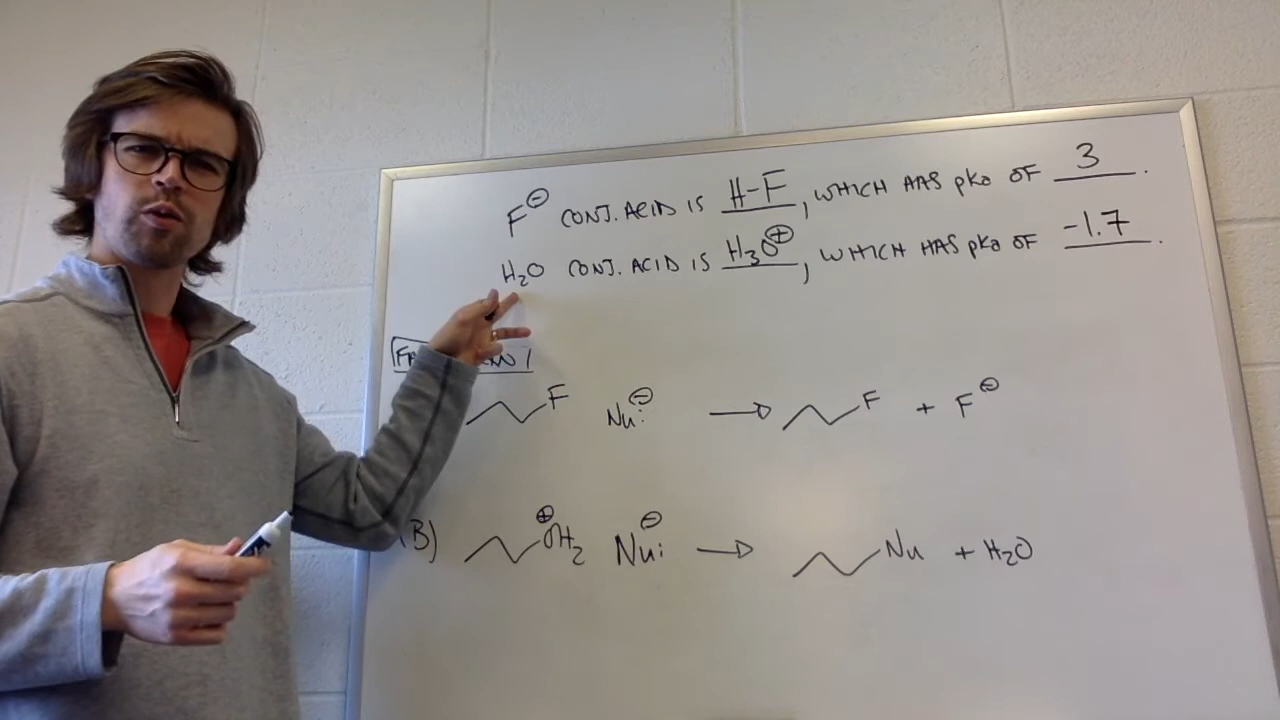 F⊖ CONJ. ACID IS H-F, WHICH HAS pka OF 3.
H₂O CONJ. ACID IS H₃O⊕, WHICH HAS pka OF -1.7.
F Nu:⊖ → F + F⊖
(B) ⊕OH₂ Nu:⊖ → Nu + H₂O